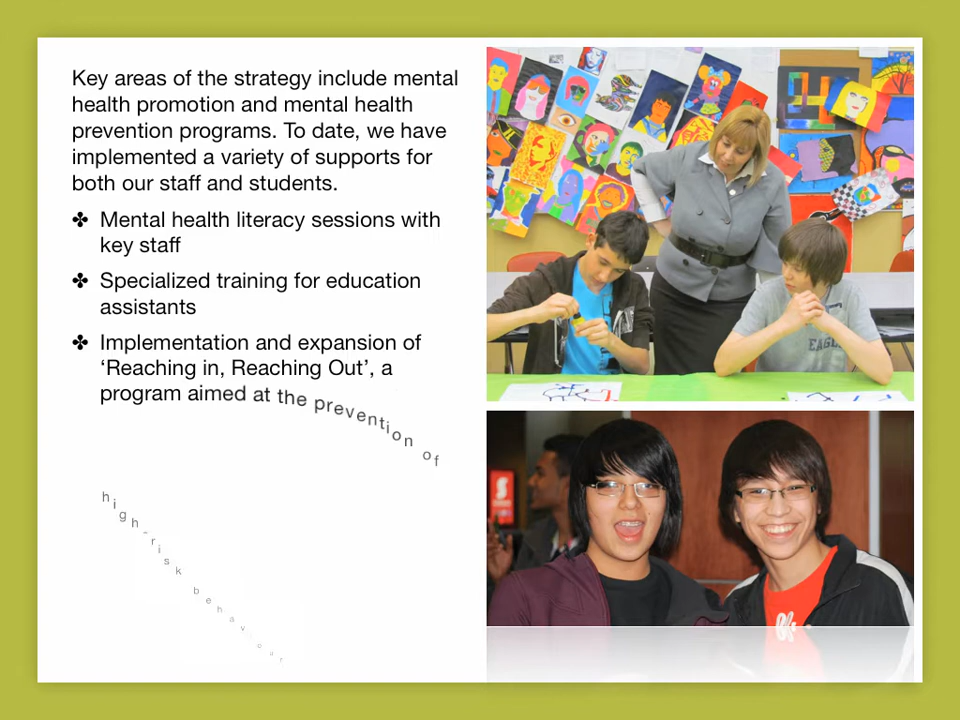 Key areas of the strategy include mental
health promotion and mental health
prevention programs. To date, we have
implemented a variety of supports for
both our staff and students.
✤ Mental health literacy sessions with
key staff
✤ Specialized training for education
assistants
✤ Implementation and expansion of
‘Reaching in, Reaching Out’, a
program aimed at the prevention of
high-risk behaviour
EAGL